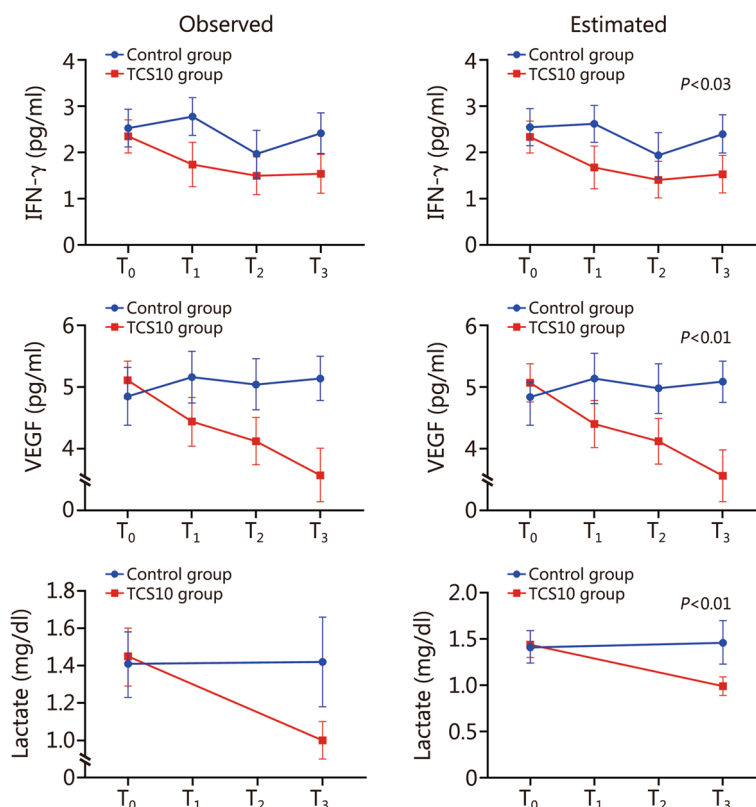 Observed
Estimated
Control group
TCS10 group
IFN-γ (pg/ml)
4
3
2
1
0
T₀ T₁ T₂ T₃
Control group
TCS10 group
P<0.03
IFN-γ (pg/ml)
4
3
2
1
0
T₀ T₁ T₂ T₃
Control group
TCS10 group
VEGF (pg/ml)
6
5
4
0
T₀ T₁ T₂ T₃
Control group
TCS10 group
P<0.01
VEGF (pg/ml)
6
5
4
0
T₀ T₁ T₂ T₃
Control group
TCS10 group
Lactate (mg/dl)
1.8
1.6
1.4
1.2
1.0
0
T₀ T₁ T₂ T₃
Control group
TCS10 group
P<0.01
Lactate (mg/dl)
2.0
1.5
1.0
0.5
0
T₀ T₁ T₂ T₃